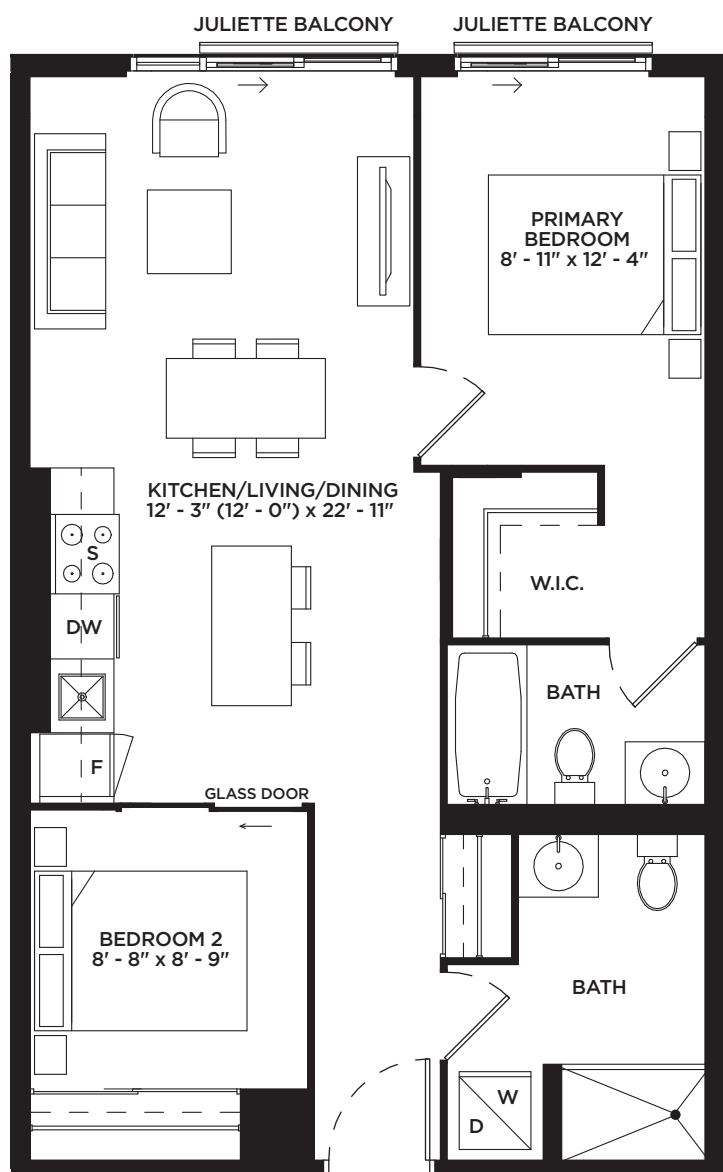 JULIETTE BALCONY
JULIETTE BALCONY
PRIMARY
BEDROOM
8' - 11" x 12' - 4"
KITCHEN/LIVING/DINING
12' - 3" (12' - 0") x 22' - 11"
S
W.I.C.
DW
BATH
F
GLASS DOOR
BEDROOM 2
8' - 8" x 8' - 9"
BATH
W
D